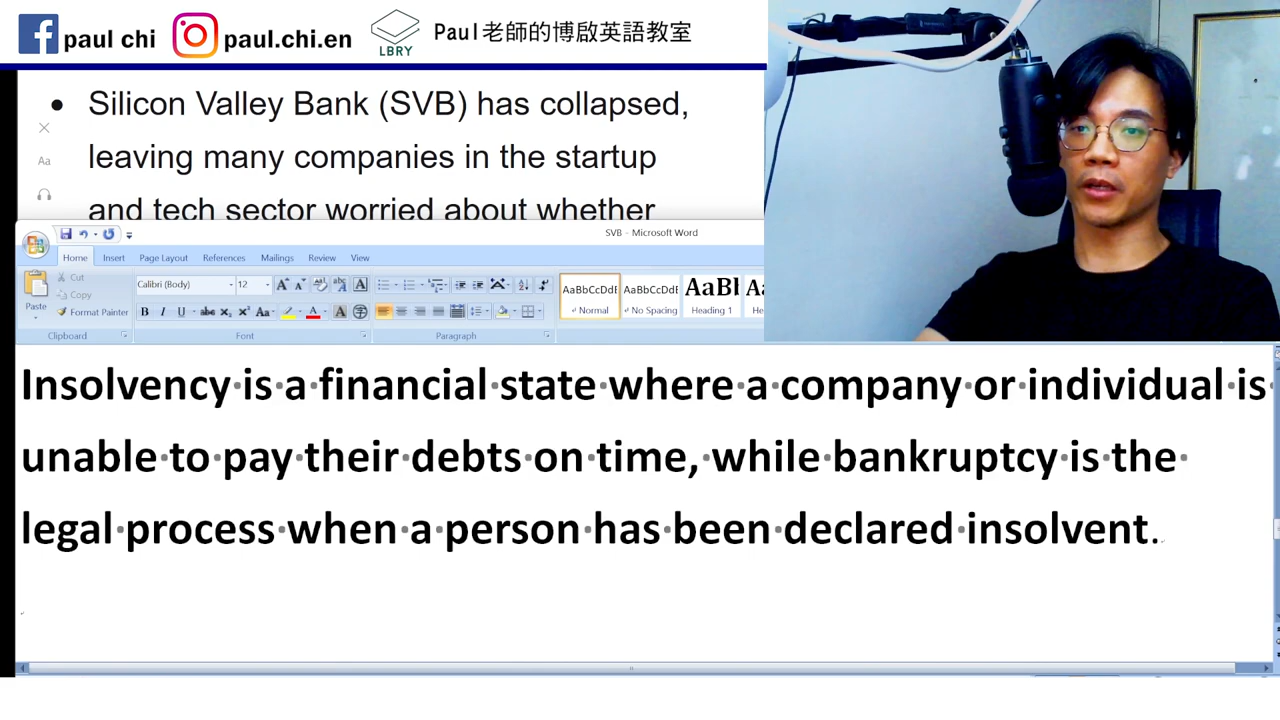 paul chi
paul.chi.en
LBRY
Paul老師的博啟英語教室
Silicon Valley Bank (SVB) has collapsed,
leaving many companies in the startup
and tech sector worried about whether
Aa
SVB - Microsoft Word
Home Insert Page Layout References Mailings Review View
Cut
Copy
Format Painter
Paste
Clipboard
Calibri (Body) 12
Font
Paragraph
AaBbCcDdE AaBbCcDdE AaBb
Normal No Spacing Heading 1
Insolvency is a financial state where a company or individual is
unable to pay their debts on time, while bankruptcy is the
legal process when a person has been declared insolvent.